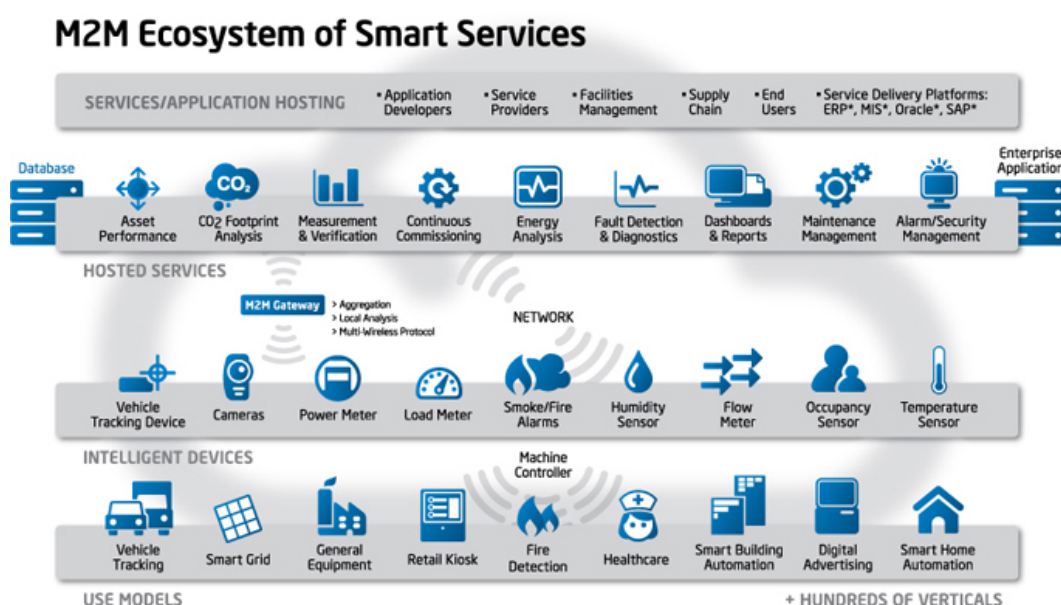 M2M Ecosystem of Smart Services
SERVICES/APPLICATION HOSTING
▪ Application
Developers
▪ Service
Providers
▪ Facilities
Management
▪ Supply
Chain
▪ End
Users
▪ Service Delivery Platforms:
ERP*, MIS*, Oracle*, SAP*
Database
Enterprise
Application
CO2
Asset
Performance
CO2 Footprint
Analysis
Measurement
& Verification
Continuous
Commissioning
Energy
Analysis
Fault Detection
& Diagnostics
Dashboards
& Reports
Maintenance
Management
Alarm/Security
Management
HOSTED SERVICES
M2M Gateway
> Aggregation
> Local Analysis
> Multi-Wireless Protocol
NETWORK
Vehicle
Tracking Device
Cameras
Power Meter
Load Meter
Smoke/Fire
Alarms
Humidity
Sensor
Flow
Meter
Occupancy
Sensor
Temperature
Sensor
INTELLIGENT DEVICES
Machine
Controller
Vehicle
Tracking
Smart Grid
General
Equipment
Retail Kiosk
Fire
Detection
Healthcare
Smart Building
Automation
Digital
Advertising
Smart Home
Automation
USE MODELS
+ HUNDREDS OF VERTICALS